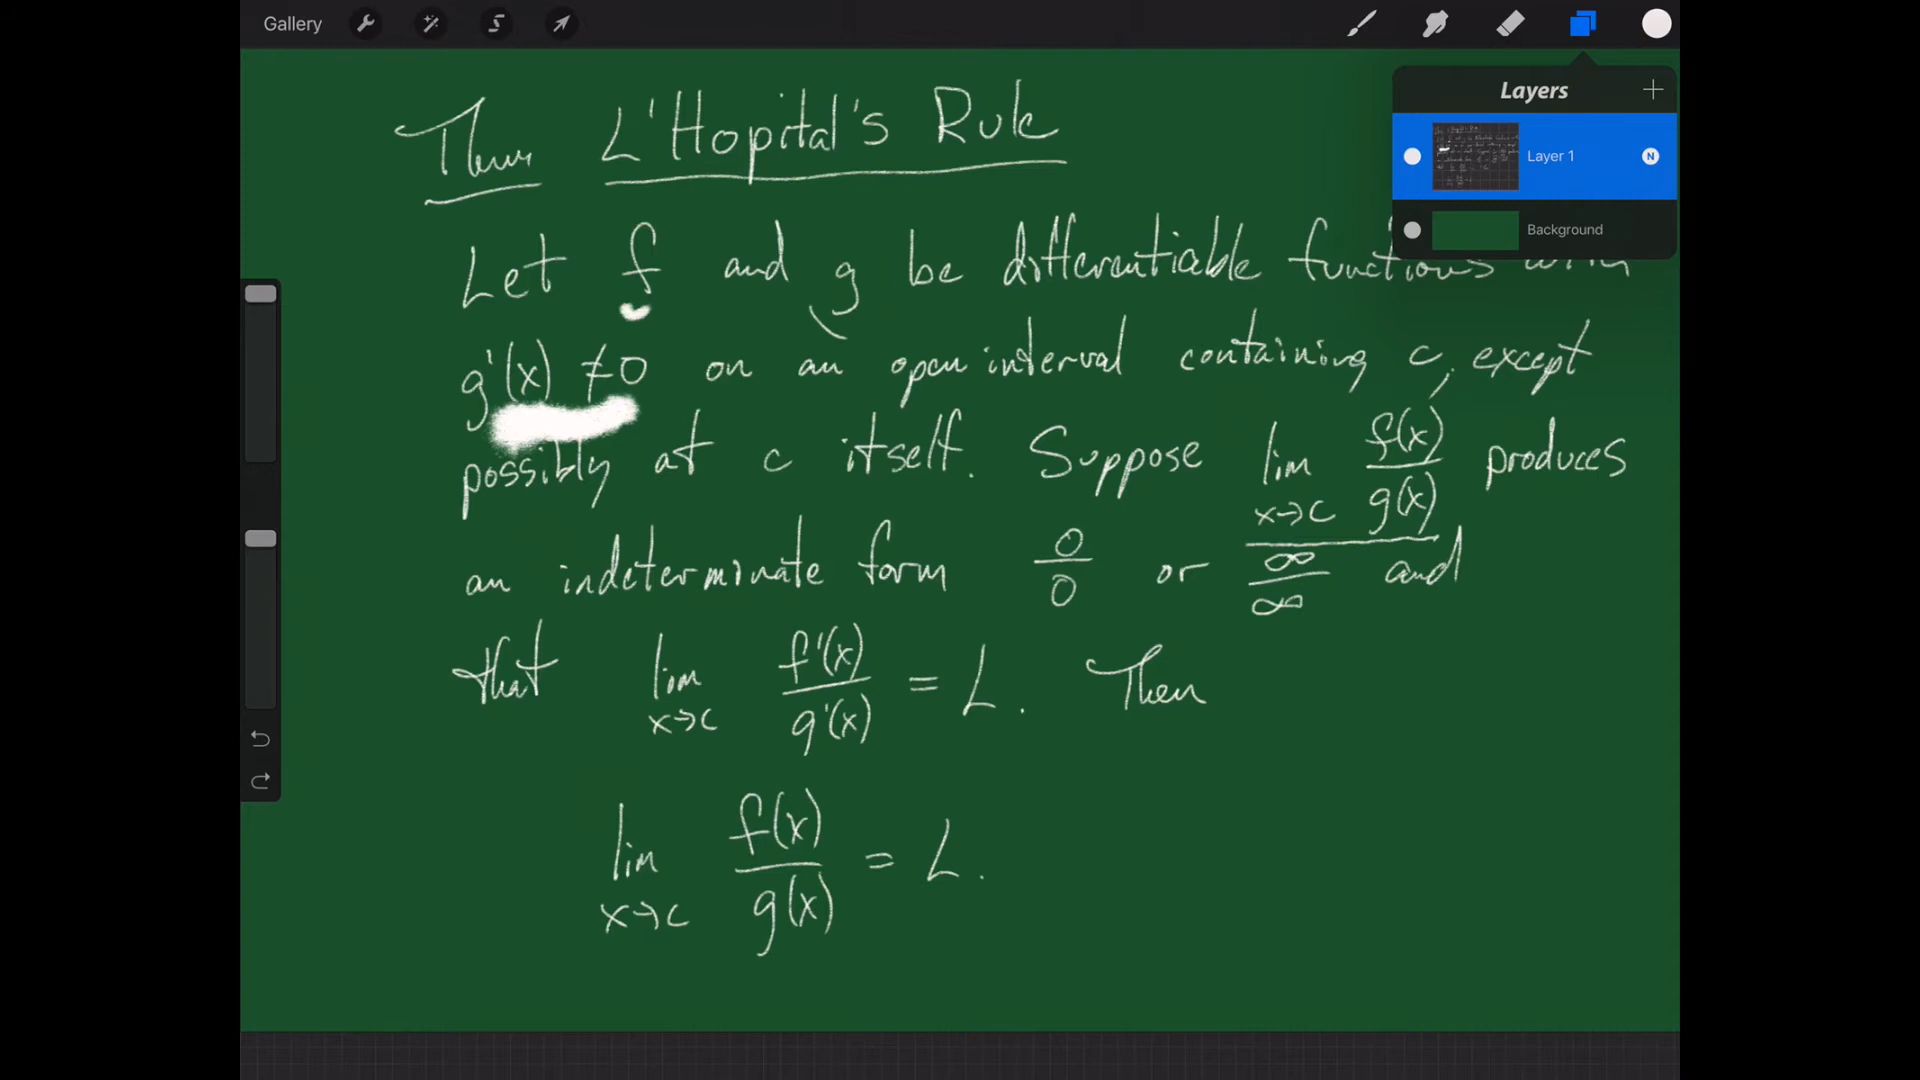 Gallery
Layers
N
Layer 1
Background
Thm L'Hopital's Rule
Let f and g be differentiable functions with
g'(x) ≠ 0 on an open interval containing c, except
possibly at c itself. Suppose lim x→c f(x)/g(x) produces
an indeterminate form 0/0 or ∞/∞ and
that lim x→c f'(x)/g'(x) = L. Then
lim x→c f(x)/g(x) = L.